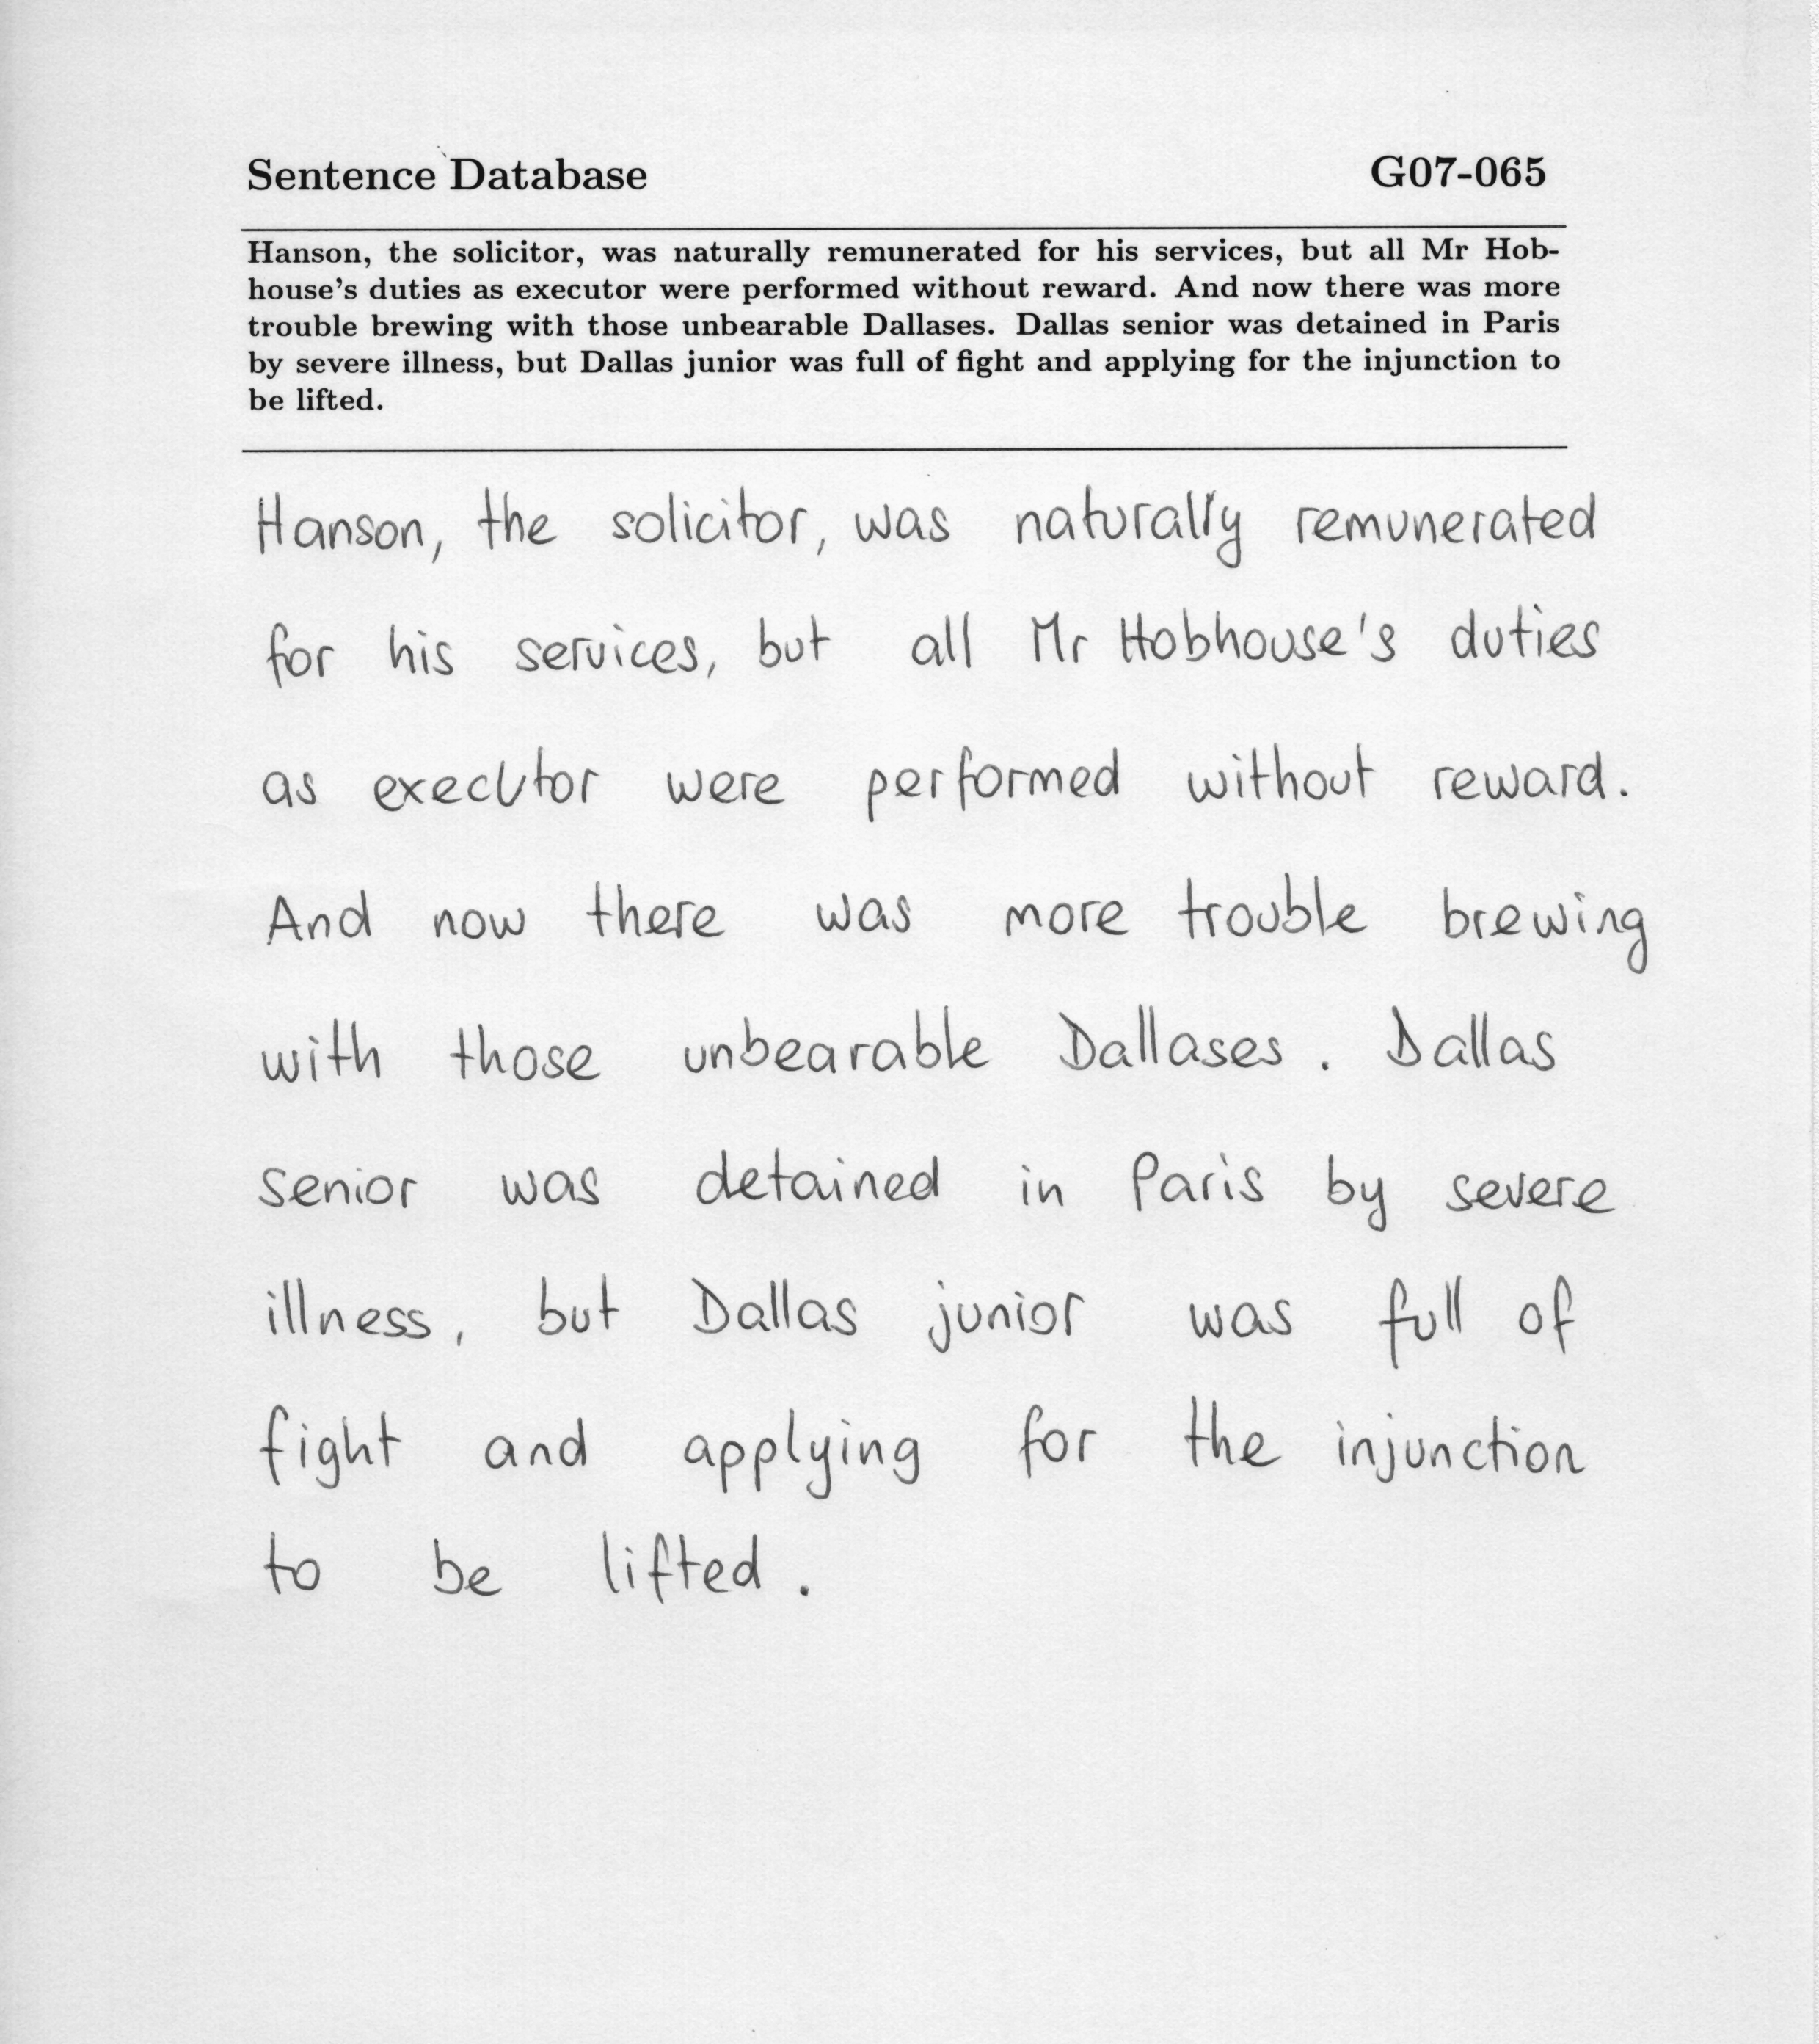 Sentence Database G07-065
Hanson, the solicitor, was naturally remunerated for his services, but all Mr Hob-
house's duties as executor were performed without reward. And now there was more
trouble brewing with those unbearable Dallases. Dallas senior was detained in Paris
by severe illness, but Dallas junior was full of fight and applying for the injunction to
be lifted.
Hanson, the solicitor, was naturally remunerated
for his services, but all Mr Hobhouse's duties
as executor were performed without reward.
And now there was more trouble brewing
with those unbearable Dallases. Dallas
senior was detained in Paris by severe
illness, but Dallas junior was full of
fight and applying for the injunction
to be lifted.